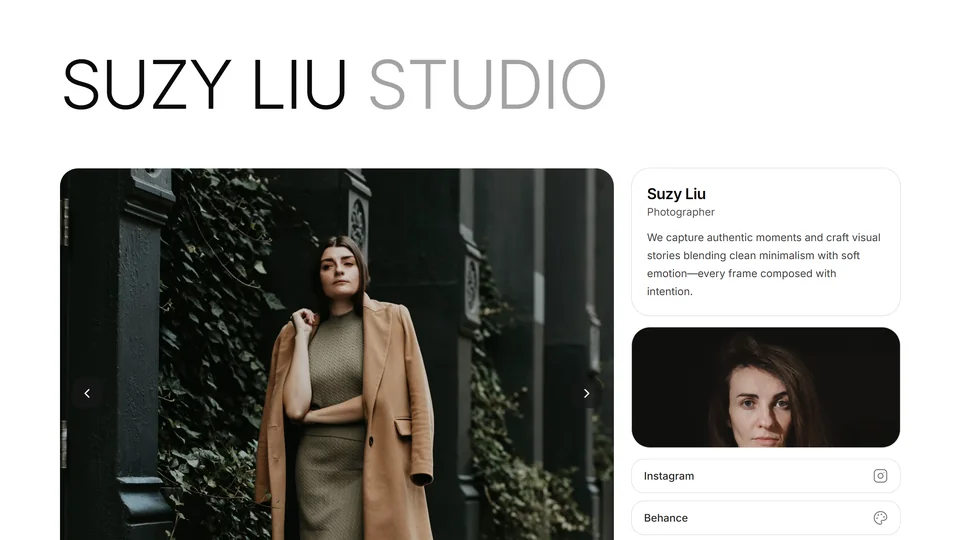 SUZY LIU STUDIO
Suzy Liu
Photographer
We capture authentic moments and craft visual
stories blending clean minimalism with soft
emotion—every frame composed with
intention.
Instagram
Behance